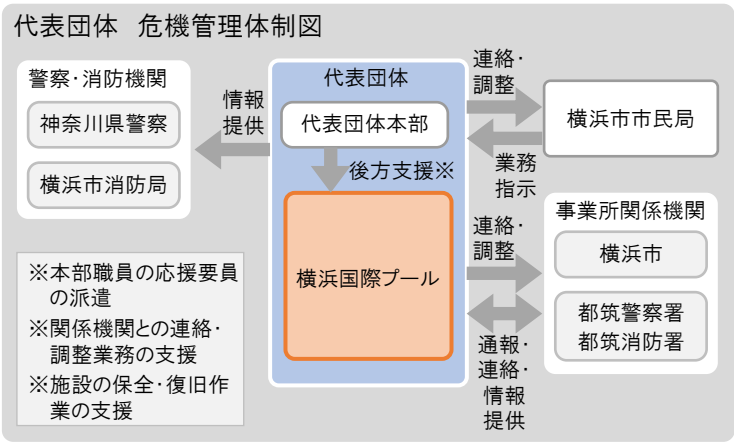 代表団体　危機管理体制図
警察・消防機関
神奈川県警察
横浜市消防局
情報
提供
代表団体
代表団体本部
後方支援※
横浜国際プール
連絡・
調整
業務
指示
横浜市市民局
連絡・
調整
通報・
連絡・
情報
提供
事業所関係機関
横浜市
都筑警察署
都筑消防署
※本部職員の応援要員
の派遣
※関係機関との連絡・
調整業務の支援
※施設の保全・復旧作
業の支援